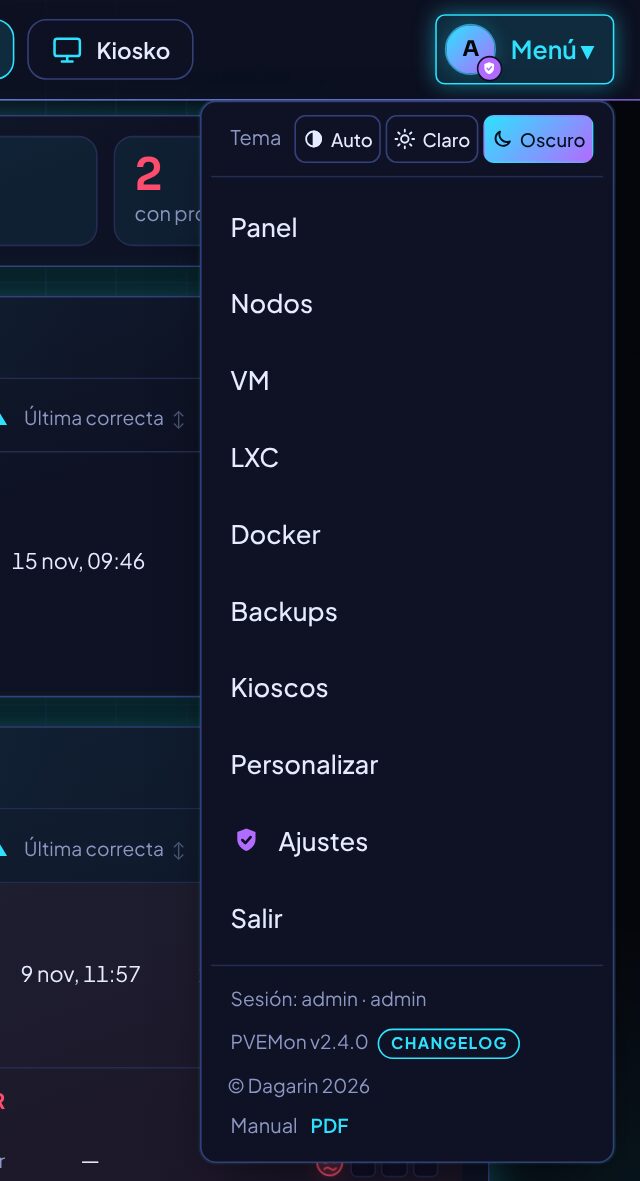 Kiosko
A
Menú ▼
Tema Auto Claro Oscuro
2
con pro
Panel
Nodos
VM
Última correcta ↕
LXC
Docker
15 nov, 09:46
Backups
Kioscos
Personalizar
Ajustes
Última correcta ↕
Salir
9 nov, 11:57
Sesión: admin · admin
PVEMon v2.4.0 CHANGELOG
© Dagarin 2026
R
Manual PDF
r —